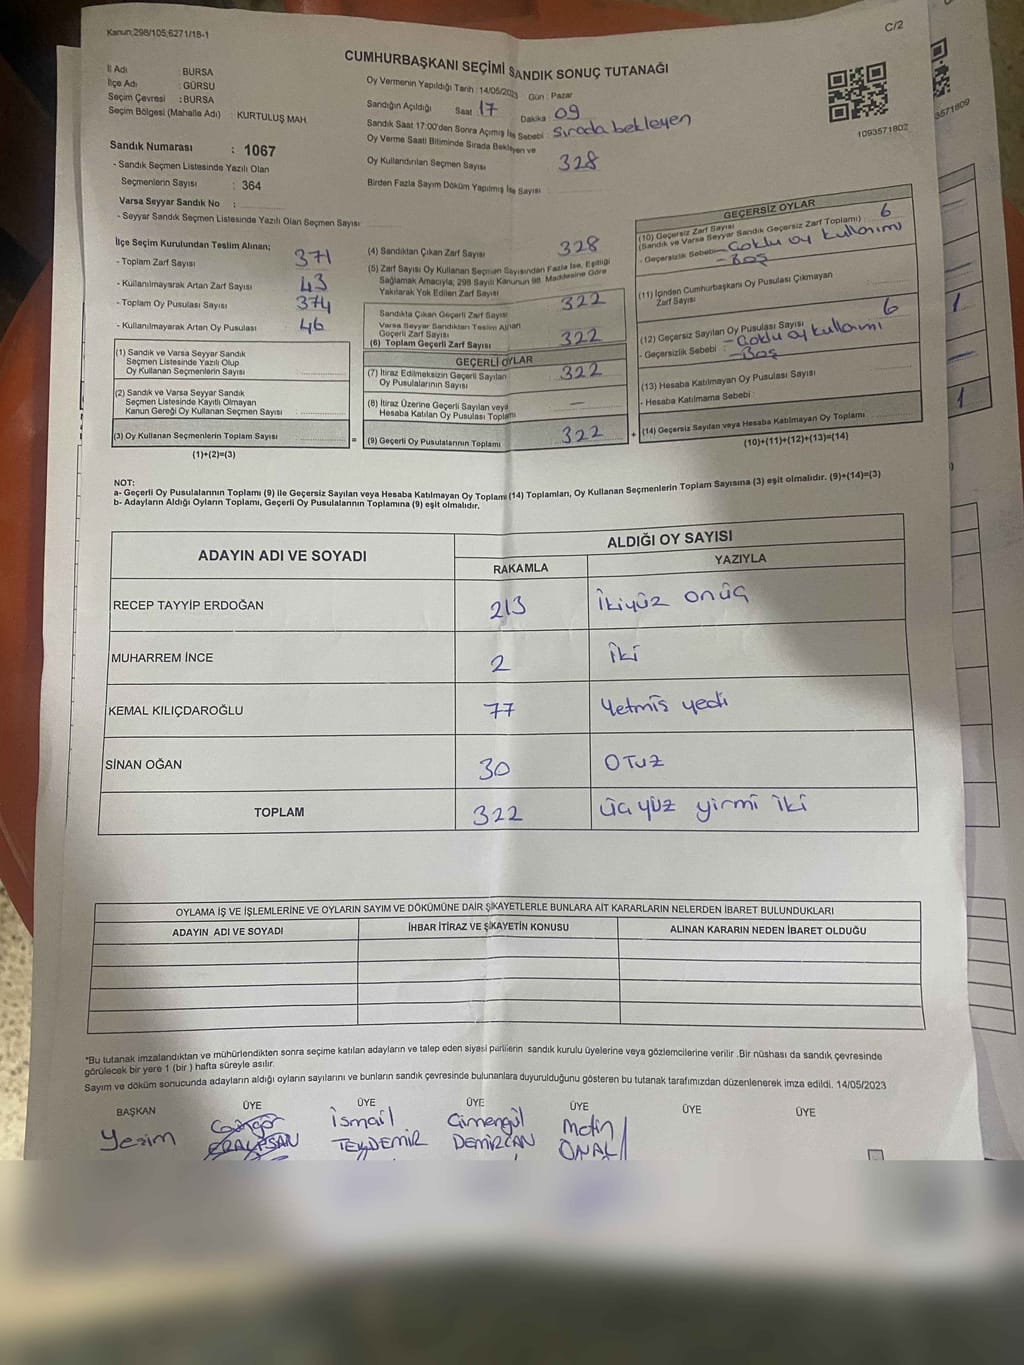 Kanun;298/105;6271/18-1
C/2
CUMHURBAŞKANI SEÇİMİ SANDIK SONUÇ TUTANAĞI
İl Adı : BURSA
İlçe Adı : GÜRSU
Seçim Çevresi : BURSA
Seçim Bölgesi (Mahalle Adı) : KURTULUŞ MAH
Oy Vermenin Yapıldığı Tarih : 14/05/2023 Gün : Pazar
Sandığın Açıldığı Saat : 17 Dakika : 09
Sandık Saat 17:00'den Sonra Açılmış İse Sebebi Sırada bekleyen
Oy Verme Saati Bitiminde Sırada Bekleyen ve
Oy Kullandırılan Seçmen Sayısı 328
Birden Fazla Sayım Döküm Yapılmış İse Sayısı
1093571802
3571809
Sandık Numarası : 1067
- Sandık Seçmen Listesinde Yazılı Olan
Seçmenlerin Sayısı : 364
Varsa Seyyar Sandık No :
- Seyyar Sandık Seçmen Listesinde Yazılı Olan Seçmen Sayısı
İlçe Seçim Kurulundan Teslim Alınan;
- Toplam Zarf Sayısı 371
- Kullanılmayarak Artan Zarf Sayısı 43
- Toplam Oy Pusulası Sayısı 374
- Kullanılmayarak Artan Oy Pusulası 46
(1) Sandık ve Varsa Seyyar Sandık
Seçmen Listesinde Yazılı Olup
Oy Kullanan Seçmenlerin Sayısı
(2) Sandık ve Varsa Seyyar Sandık
Seçmen Listesinde Kayıtlı Olmayan
Kanun Gereği Oy Kullanan Seçmen Sayısı
(3) Oy Kullanan Seçmenlerin Toplam Sayısı
(1)+(2)=(3)
(4) Sandıktan Çıkan Zarf Sayısı 328
(5) Zarf Sayısı Oy Kullanan Seçmen Sayısından Fazla İse, Eşitliği
Sağlamak Amacıyla; 298 Sayılı Kanunun 98. Maddesine Göre
Yakılarak Yok Edilen Zarf Sayısı
Sandıkta Çıkan Geçerli Zarf Sayısı 322
Varsa Seyyar Sandıktan Teslim Alınan
Geçerli Zarf Sayısı
(6) Toplam Geçerli Zarf Sayısı 322
GEÇERLİ OYLAR
(7) İtiraz Edilmeksizin Geçerli Sayılan
Oy Pusulalarının Sayısı 322
(8) İtiraz Üzerine Geçerli Sayılan veya
Hesaba Katılan Oy Pusulası Toplamı —
= (9) Geçerli Oy Pusulalarının Toplamı 322
GEÇERSİZ OYLAR
(10) Geçersiz Zarf Sayısı
(Sandık ve Varsa Seyyar Sandık Geçersiz Zarf Toplamı) 6
- Geçersizlik Sebebi - Çoklu oy kullanımı
- Boş
(11) İçinden Cumhurbaşkanı Oy Pusulası Çıkmayan
Zarf Sayısı
(12) Geçersiz Sayılan Oy Pusulası Sayısı 6
- Geçersizlik Sebebi : - Çoklu oy kullanımı
- Boş
(13) Hesaba Katılmayan Oy Pusulası Sayısı
- Hesaba Katılmama Sebebi :
+ (14) Geçersiz Sayılan veya Hesaba Katılmayan Oy Toplamı
(10)+(11)+(12)+(13)=(14)
NOT:
a- Geçerli Oy Pusulalarının Toplamı (9) ile Geçersiz Sayılan veya Hesaba Katılmayan Oy Toplamı (14) Toplamları, Oy Kullanan Seçmenlerin Toplam Sayısına (3) eşit olmalıdır. (9)+(14)=(3)
b- Adayların Aldığı Oyların Toplamı, Geçerli Oy Pusulalarının Toplamına (9) eşit olmalıdır.
ADAYIN ADI VE SOYADI
ALDIĞI OY SAYISI
RAKAMLA YAZIYLA
RECEP TAYYİP ERDOĞAN 213 İkiyüz onüç
MUHARREM İNCE 2 İki
KEMAL KILIÇDAROĞLU 77 Yetmiş yedi
SİNAN OĞAN 30 OTUZ
TOPLAM 322 Üçyüz yirmi iki
OYLAMA İŞ VE İŞLEMLERİNE VE OYLARIN SAYIM VE DÖKÜMÜNE DAİR ŞİKAYETLERLE BUNLARA AİT KARARLARIN NELERDEN İBARET BULUNDUKLARI
ADAYIN ADI VE SOYADI İHBAR İTİRAZ VE ŞİKAYETİN KONUSU ALINAN KARARIN NEDEN İBARET OLDUĞU
*Bu tutanak imzalandıktan ve mühürlendikten sonra seçime katılan adayların ve talep eden siyasi partilerin sandık kurulu üyelerine veya gözlemcilerine verilir .Bir nüshası da sandık çevresinde
görülecek bir yere 1 (bir ) hafta süreyle asılır.
Sayım ve döküm sonucunda adayların aldığı oyların sayılarını ve bunların sandık çevresinde bulunanlara duyurulduğunu gösteren bu tutanak tarafımızdan düzenlenerek imza edildi. 14/05/2023
BAŞKAN ÜYE ÜYE ÜYE ÜYE ÜYE ÜYE
Yesim İsmail Çimengül Metin
TEKDEMİR DEMİRCAN ÖNAL